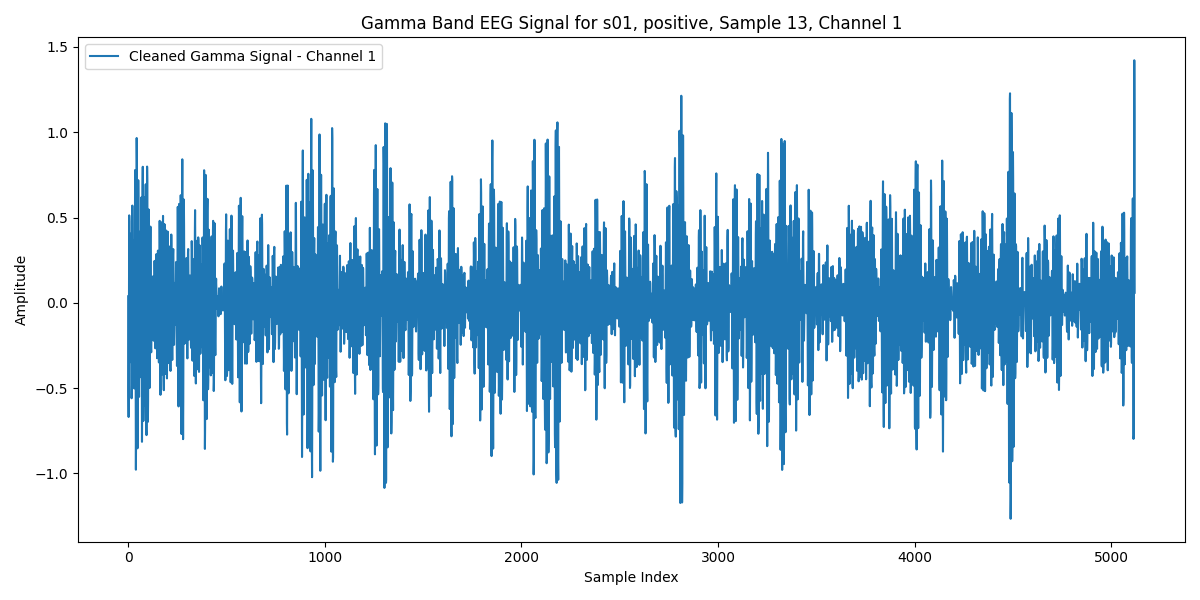 Gamma Band EEG Signal for s01, positive, Sample 13, Channel 1
Cleaned Gamma Signal - Channel 1
1.5
1.0
0.5
0.0
−0.5
−1.0
Amplitude
0 1000 2000 3000 4000 5000
Sample Index